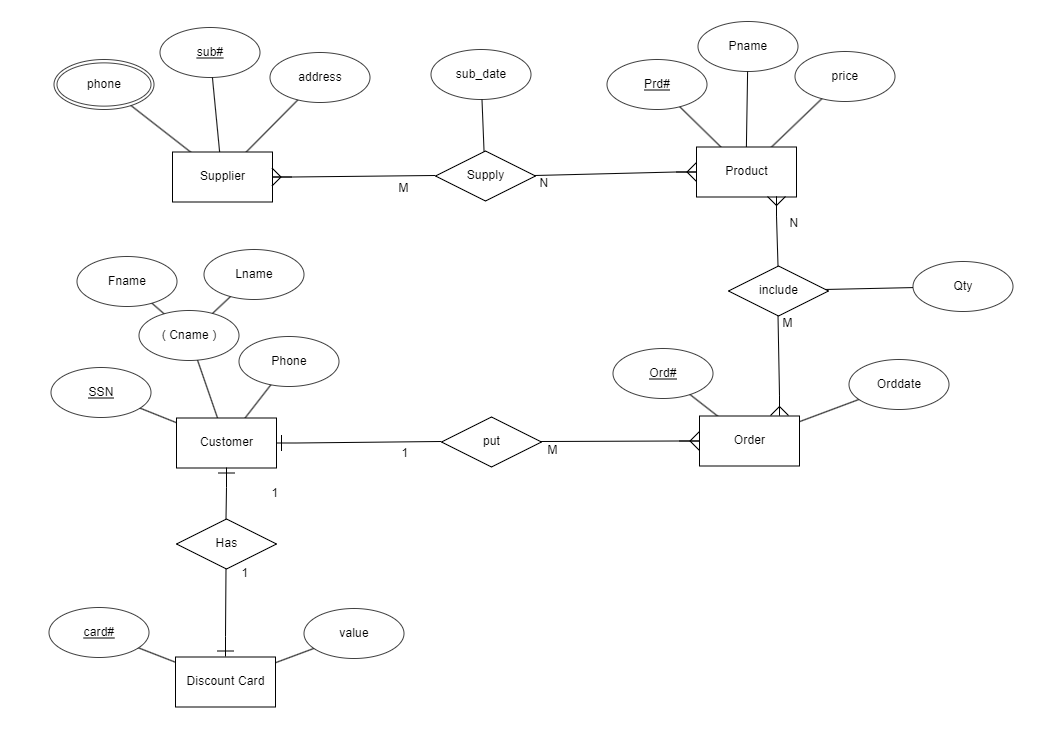 sub#
phone
address
sub_date
Pname
Prd#
price
Supplier
M
Supply
N
Product
N
Fname
Lname
( Cname )
include
Qty
M
Phone
SSN
Ord#
Orddate
Customer
1
put
M
Order
1
Has
1
card#
value
Discount Card